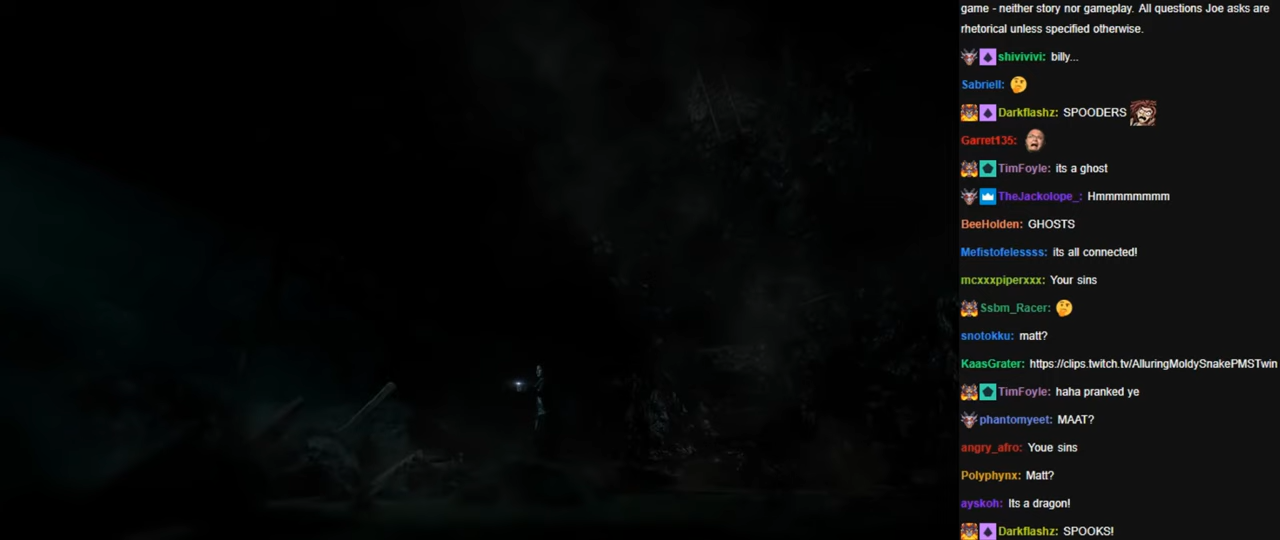 game - neither story nor gameplay. All questions Joe asks are
rhetorical unless specified otherwise.
shivivivi: billy...
Sabriell:
Darkflashz: SPOODERS
Garret135:
TimFoyle: its a ghost
TheJackolope_: Hmmmmmmmm
BeeHolden: GHOSTS
Mefistofelessss: its all connected!
mcxxxpiperxxx: Your sins
Ssbm_Racer:
snotokku: matt?
KaasGrater: https://clips.twitch.tv/AlluringMoldySnakePMSTwin
TimFoyle: haha pranked ye
phantomyeet: MAAT?
angry_afro: Youe sins
Polyphynx: Matt?
ayskoh: Its a dragon!
Darkflashz: SPOOKS!